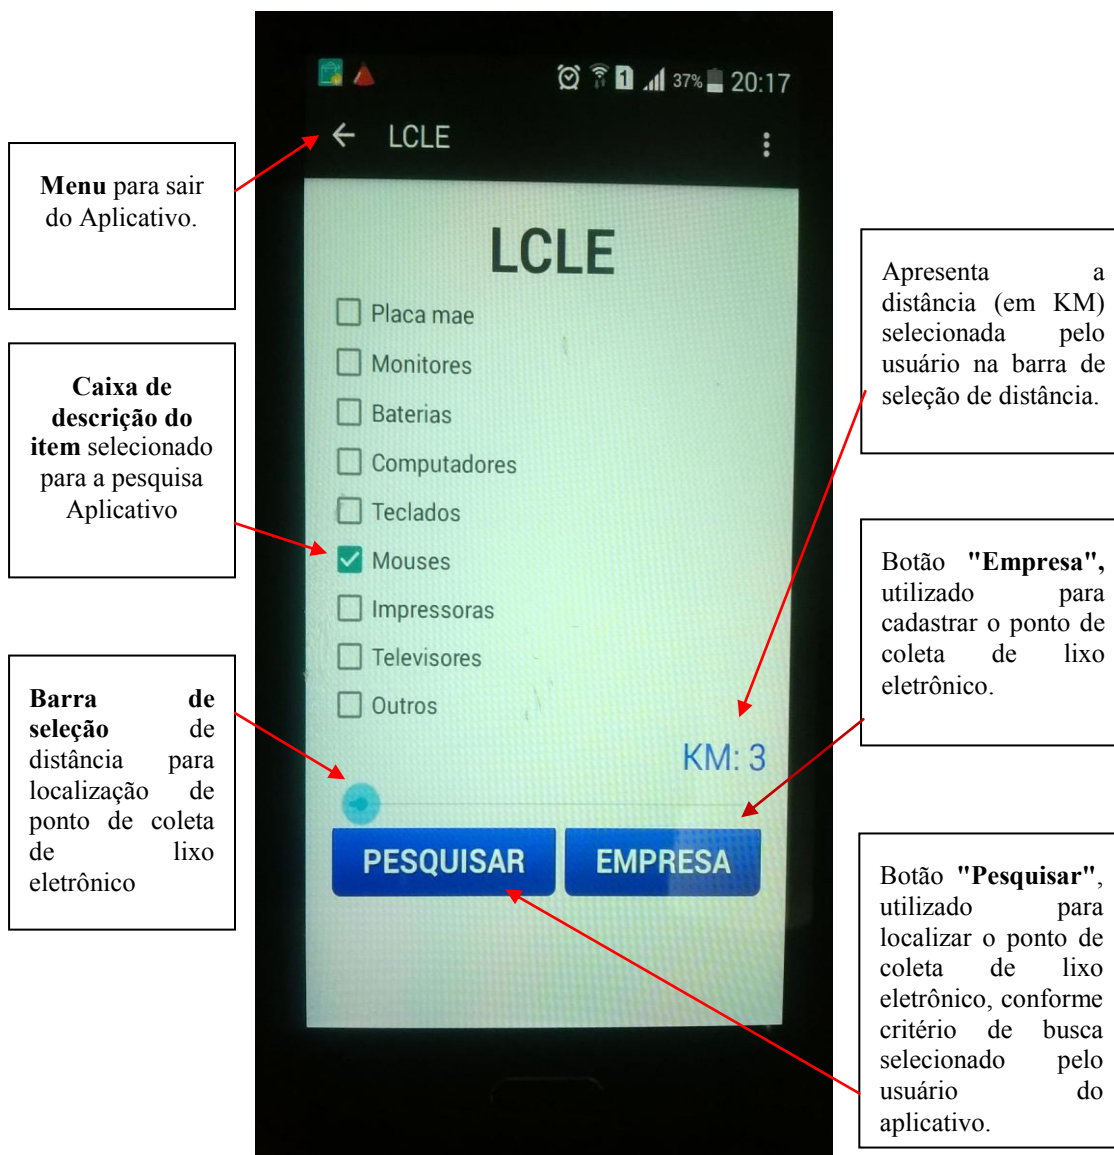 37% 20:17
LCLE
LCLE
Placa mae
Monitores
Baterias
Computadores
Teclados
Mouses
Impressoras
Televisores
Outros
KM: 3
PESQUISAR
EMPRESA
Menu para sair
do Aplicativo.
Caixa de
descrição do
item selecionado
para a pesquisa
Aplicativo
Barra de
seleção de
distância para
localização de
ponto de coleta
de lixo
eletrônico
Apresenta a
distância (em KM)
selecionada pelo
usuário na barra de
seleção de distância.
Botão "Empresa",
utilizado para
cadastrar o ponto de
coleta de lixo
eletrônico.
Botão "Pesquisar",
utilizado para
localizar o ponto de
coleta de lixo
eletrônico, conforme
critério de busca
selecionado pelo
usuário do
aplicativo.